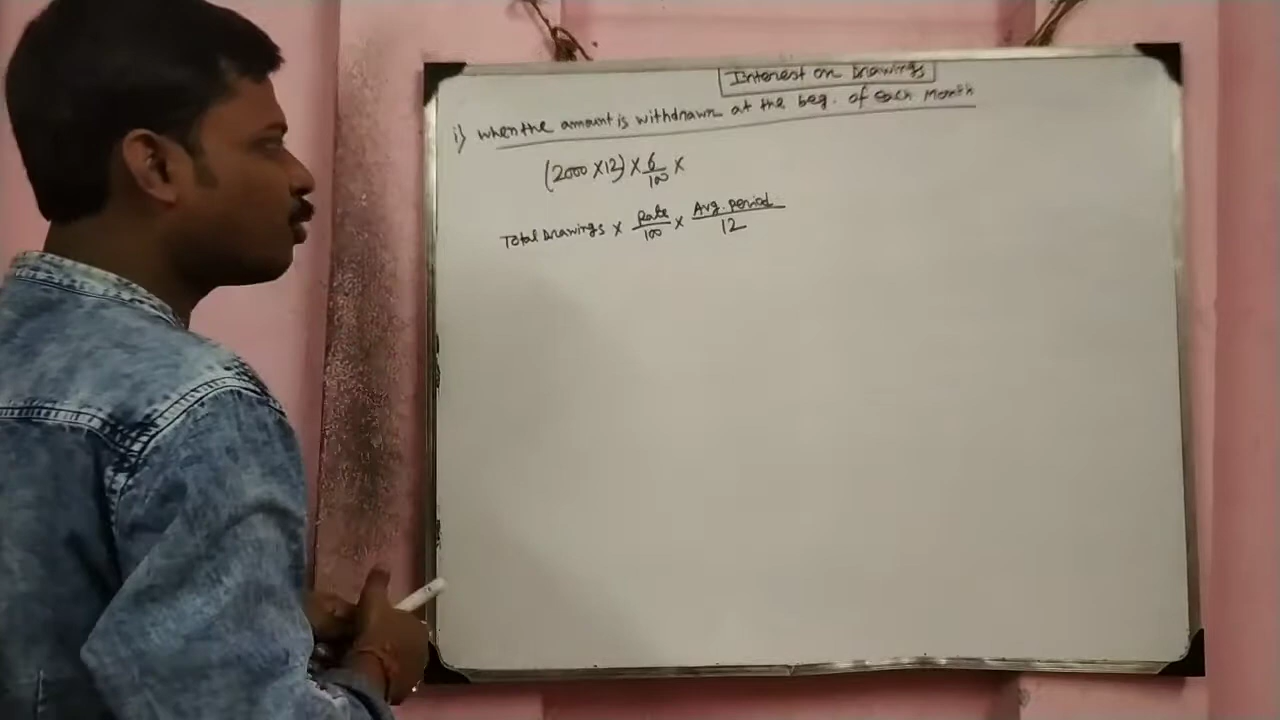 Interest on Drawings
i) when the amount is withdrawn at the beg. of each Month
(2000 × 12) × 6/100 ×
Total Drawings × Rate/100 × Avg. period/12